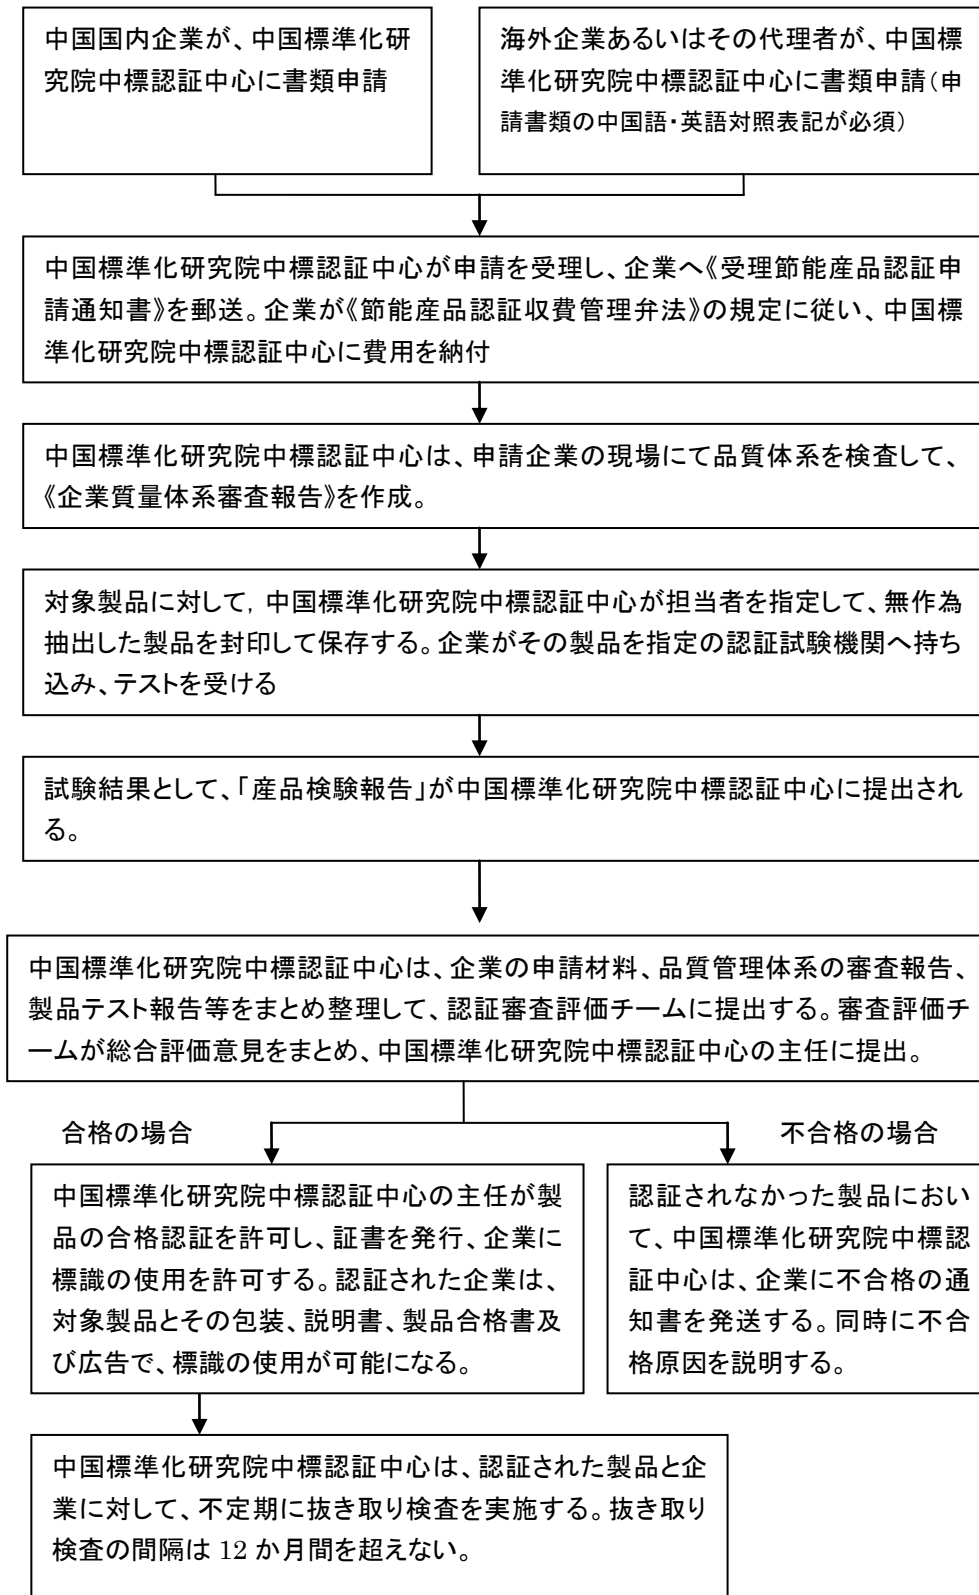 中国国内企業が、中国標準化研
究院中標認証中心に書類申請
海外企業あるいはその代理者が、中国標
準化研究院中標認証中心に書類申請(申
請書類の中国語・英語対照表記が必須)
中国標準化研究院中標認証中心が申請を受理し、企業へ《受理節能産品認証申
請通知書》を郵送。企業が《節能産品認証収費管理弁法》の規定に従い、中国標
準化研究院中標認証中心に費用を納付
中国標準化研究院中標認証中心は、申請企業の現場にて品質体系を検査して、
《企業質量体系審査報告》を作成。
対象製品に対して, 中国標準化研究院中標認証中心が担当者を指定して、無作為
抽出した製品を封印して保存する。企業がその製品を指定の認証試験機関へ持ち
込み、テストを受ける
試験結果として、「産品検験報告」が中国標準化研究院中標認証中心に提出され
る。
中国標準化研究院中標認証中心は、企業の申請材料、品質管理体系の審査報告、
製品テスト報告等をまとめ整理して、認証審査評価チームに提出する。審査評価チ
ームが総合評価意見をまとめ、中国標準化研究院中標認証中心の主任に提出。
合格の場合
不合格の場合
中国標準化研究院中標認証中心の主任が製
品の合格認証を許可し、証書を発行、企業に
標識の使用を許可する。認証された企業は、
対象製品とその包装、説明書、製品合格書及
び広告で、標識の使用が可能になる。
認証されなかった製品におい
て、中国標準化研究院中標認
証中心は、企業に不合格の通
知書を発送する。同時に不合
格原因を説明する。
中国標準化研究院中標認証中心は、認証された製品と企
業に対して、不定期に抜き取り検査を実施する。抜き取り
検査の間隔は 12 か月間を超えない。